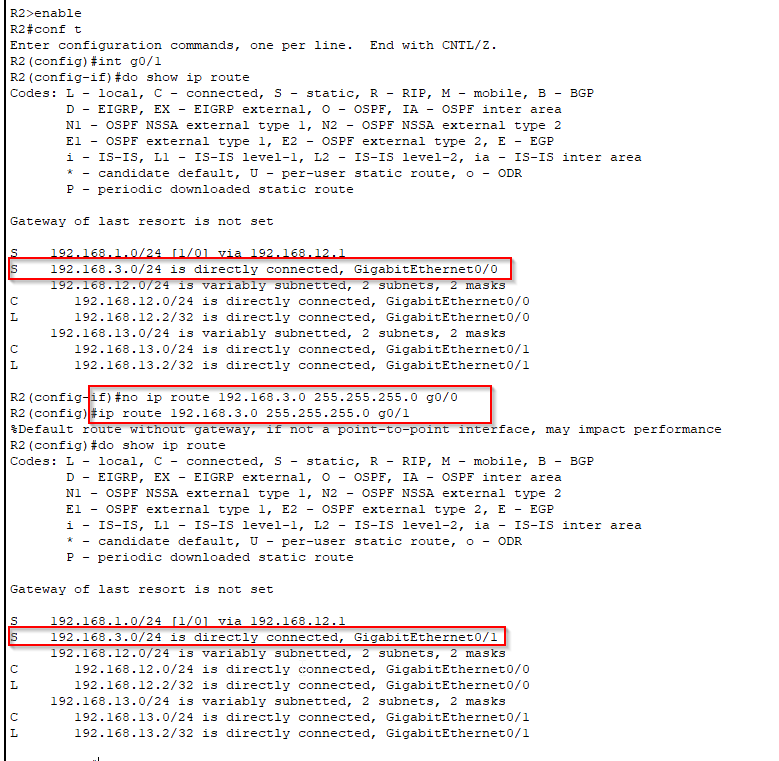 R2>enable
R2#conf t
Enter configuration commands, one per line.  End with CNTL/Z.
R2(config)#int g0/1
R2(config-if)#do show ip route
Codes: L - local, C - connected, S - static, R - RIP, M - mobile, B - BGP
       D - EIGRP, EX - EIGRP external, O - OSPF, IA - OSPF inter area
       N1 - OSPF NSSA external type 1, N2 - OSPF NSSA external type 2
       E1 - OSPF external type 1, E2 - OSPF external type 2, E - EGP
       i - IS-IS, L1 - IS-IS level-1, L2 - IS-IS level-2, ia - IS-IS inter area
       * - candidate default, U - per-user static route, o - ODR
       P - periodic downloaded static route

Gateway of last resort is not set

S    192.168.1.0/24 [1/0] via 192.168.12.1
S    192.168.3.0/24 is directly connected, GigabitEthernet0/0
     192.168.12.0/24 is variably subnetted, 2 subnets, 2 masks
C       192.168.12.0/24 is directly connected, GigabitEthernet0/0
L       192.168.12.2/32 is directly connected, GigabitEthernet0/0
     192.168.13.0/24 is variably subnetted, 2 subnets, 2 masks
C       192.168.13.0/24 is directly connected, GigabitEthernet0/1
L       192.168.13.2/32 is directly connected, GigabitEthernet0/1

R2(config-if)#no ip route 192.168.3.0 255.255.255.0 g0/0
R2(config)#ip route 192.168.3.0 255.255.255.0 g0/1
%Default route without gateway, if not a point-to-point interface, may impact performance
R2(config)#do show ip route
Codes: L - local, C - connected, S - static, R - RIP, M - mobile, B - BGP
       D - EIGRP, EX - EIGRP external, O - OSPF, IA - OSPF inter area
       N1 - OSPF NSSA external type 1, N2 - OSPF NSSA external type 2
       E1 - OSPF external type 1, E2 - OSPF external type 2, E - EGP
       i - IS-IS, L1 - IS-IS level-1, L2 - IS-IS level-2, ia - IS-IS inter area
       * - candidate default, U - per-user static route, o - ODR
       P - periodic downloaded static route

Gateway of last resort is not set

S    192.168.1.0/24 [1/0] via 192.168.12.1
S    192.168.3.0/24 is directly connected, GigabitEthernet0/1
     192.168.12.0/24 is variably subnetted, 2 subnets, 2 masks
C       192.168.12.0/24 is directly connected, GigabitEthernet0/0
L       192.168.12.2/32 is directly connected, GigabitEthernet0/0
     192.168.13.0/24 is variably subnetted, 2 subnets, 2 masks
C       192.168.13.0/24 is directly connected, GigabitEthernet0/1
L       192.168.13.2/32 is directly connected, GigabitEthernet0/1